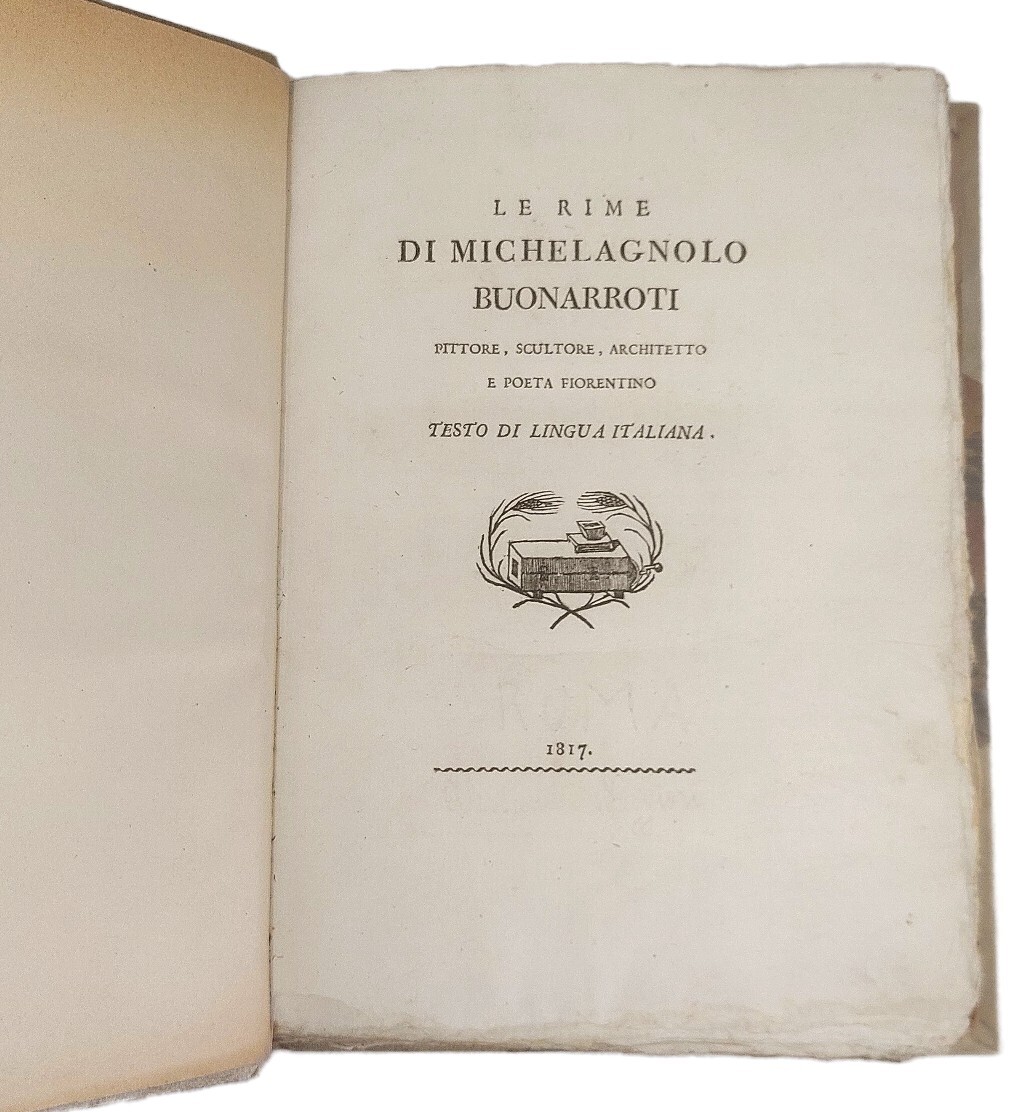 LE RIME
DI MICHELAGNOLO
BUONARROTI
PITTORE, SCULTORE, ARCHITETTO
E POETA FIORENTINO
TESTO DI LINGUA ITALIANA.
1817.